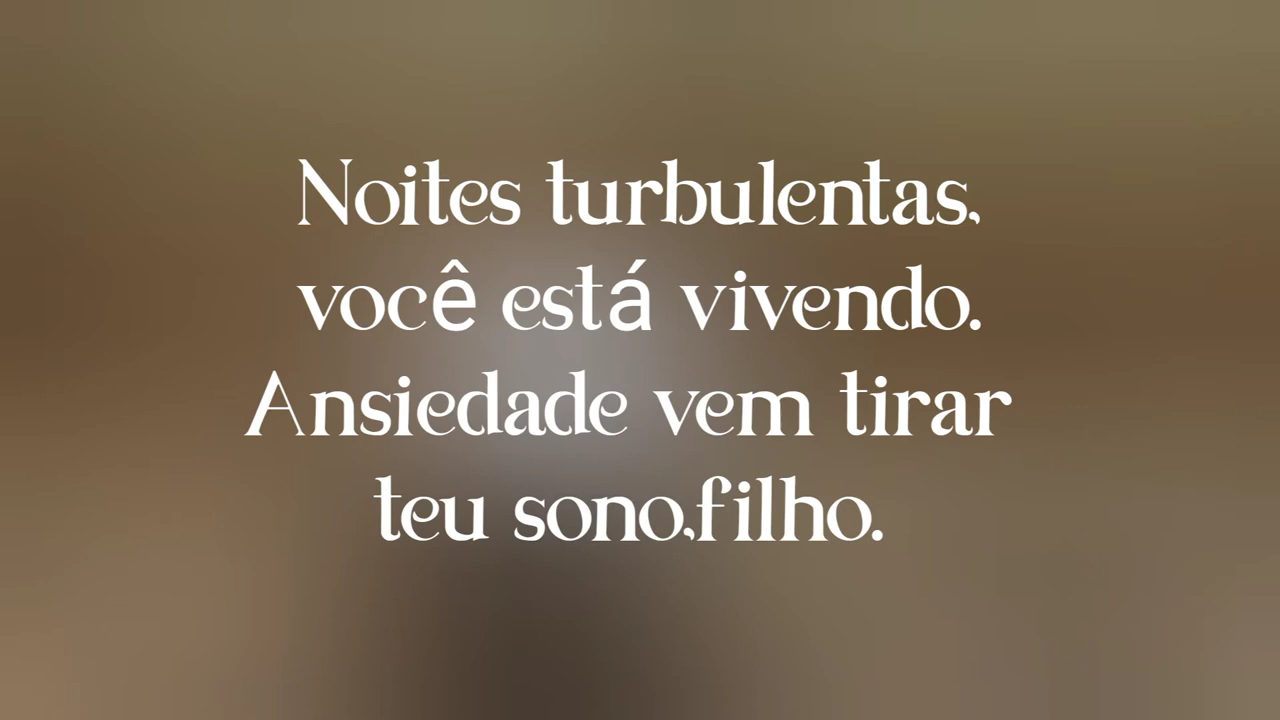 Noites turbulentas,
você está vivendo.
Ansiedade vem tirar
teu sono,filho.